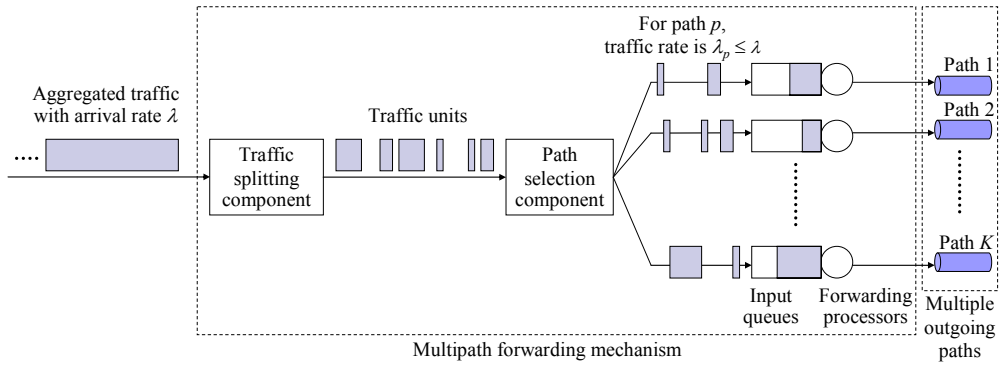 For path p,
traffic rate is λp ≤ λ
Path 1
Aggregated traffic
with arrival rate λ
Traffic units
Path 2
Traffic
splitting
component
Path
selection
component
Path K
Input
queues
Forwarding
processors
Multiple
outgoing
paths
Multipath forwarding mechanism